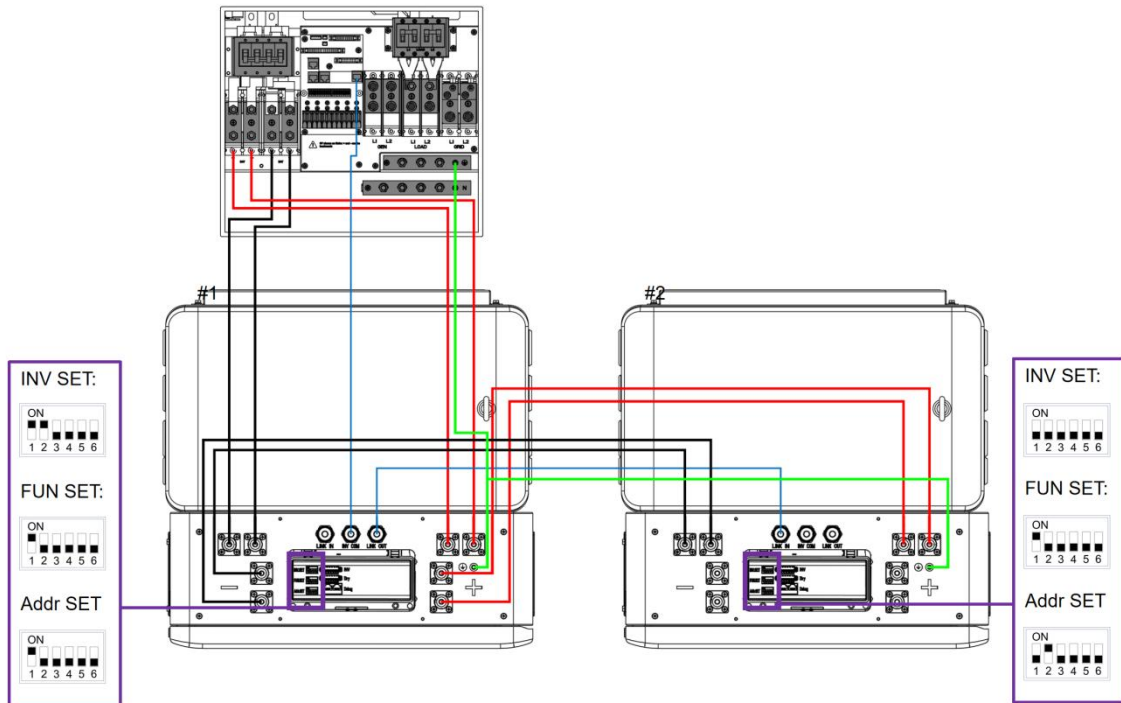 L1 L2 L1 L2 L1 L2
GEN LOAD GRID
N
#1
#2
INV SET:
ON
1 2 3 4 5 6
FUN SET:
ON
1 2 3 4 5 6
Addr SET
ON
1 2 3 4 5 6
LINK IN INV COM LINK OUT
INV
Dry
−
+
LINK IN INV COM LINK OUT
INV
Dry
−
+
INV SET:
ON
1 2 3 4 5 6
FUN SET:
ON
1 2 3 4 5 6
Addr SET
ON
1 2 3 4 5 6